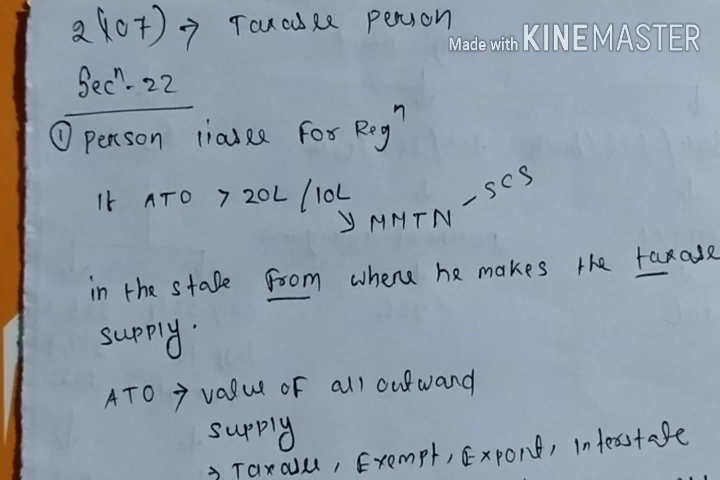 2(107) → Taxable person
Made with KINEMASTER
Secⁿ-22
① person liable For Regⁿ
If ATO > 20L / 10L
↘ MMTN - SCS
in the state From where he makes the taxable
supply.
ATO → value of all outward
supply
→ Taxable, Exempt, Export, Interstate